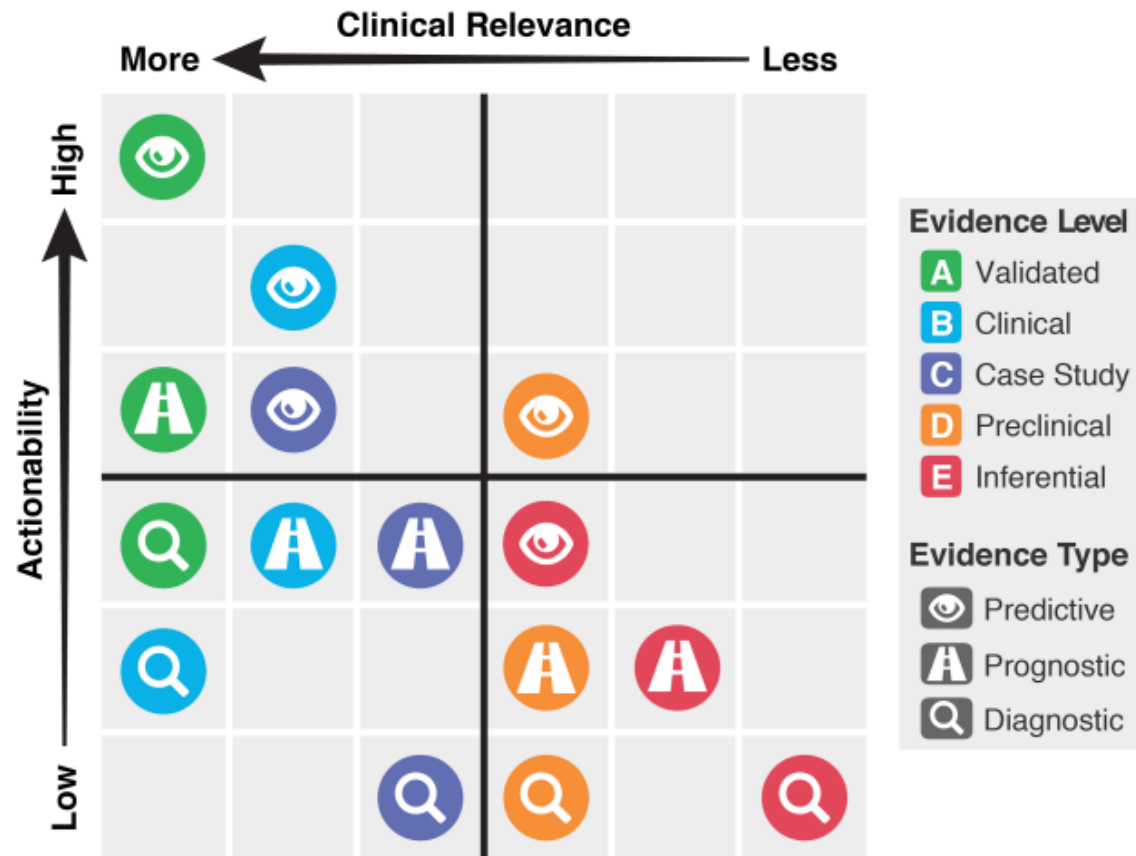 Clinical Relevance
More
Less
High
Actionability
Low
Evidence Level
A Validated
B Clinical
C Case Study
D Preclinical
E Inferential
Evidence Type
Predictive
Prognostic
Diagnostic